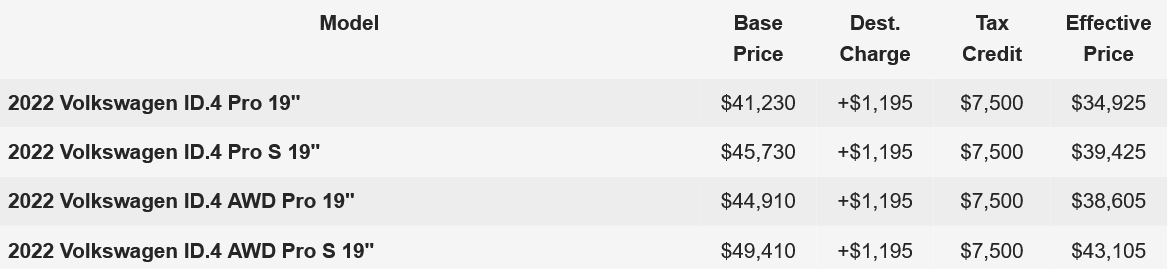 Model Base Price Dest. Charge Tax Credit Effective Price
2022 Volkswagen ID.4 Pro 19" $41,230 +$1,195 $7,500 $34,925
2022 Volkswagen ID.4 Pro S 19" $45,730 +$1,195 $7,500 $39,425
2022 Volkswagen ID.4 AWD Pro 19" $44,910 +$1,195 $7,500 $38,605
2022 Volkswagen ID.4 AWD Pro S 19" $49,410 +$1,195 $7,500 $43,105